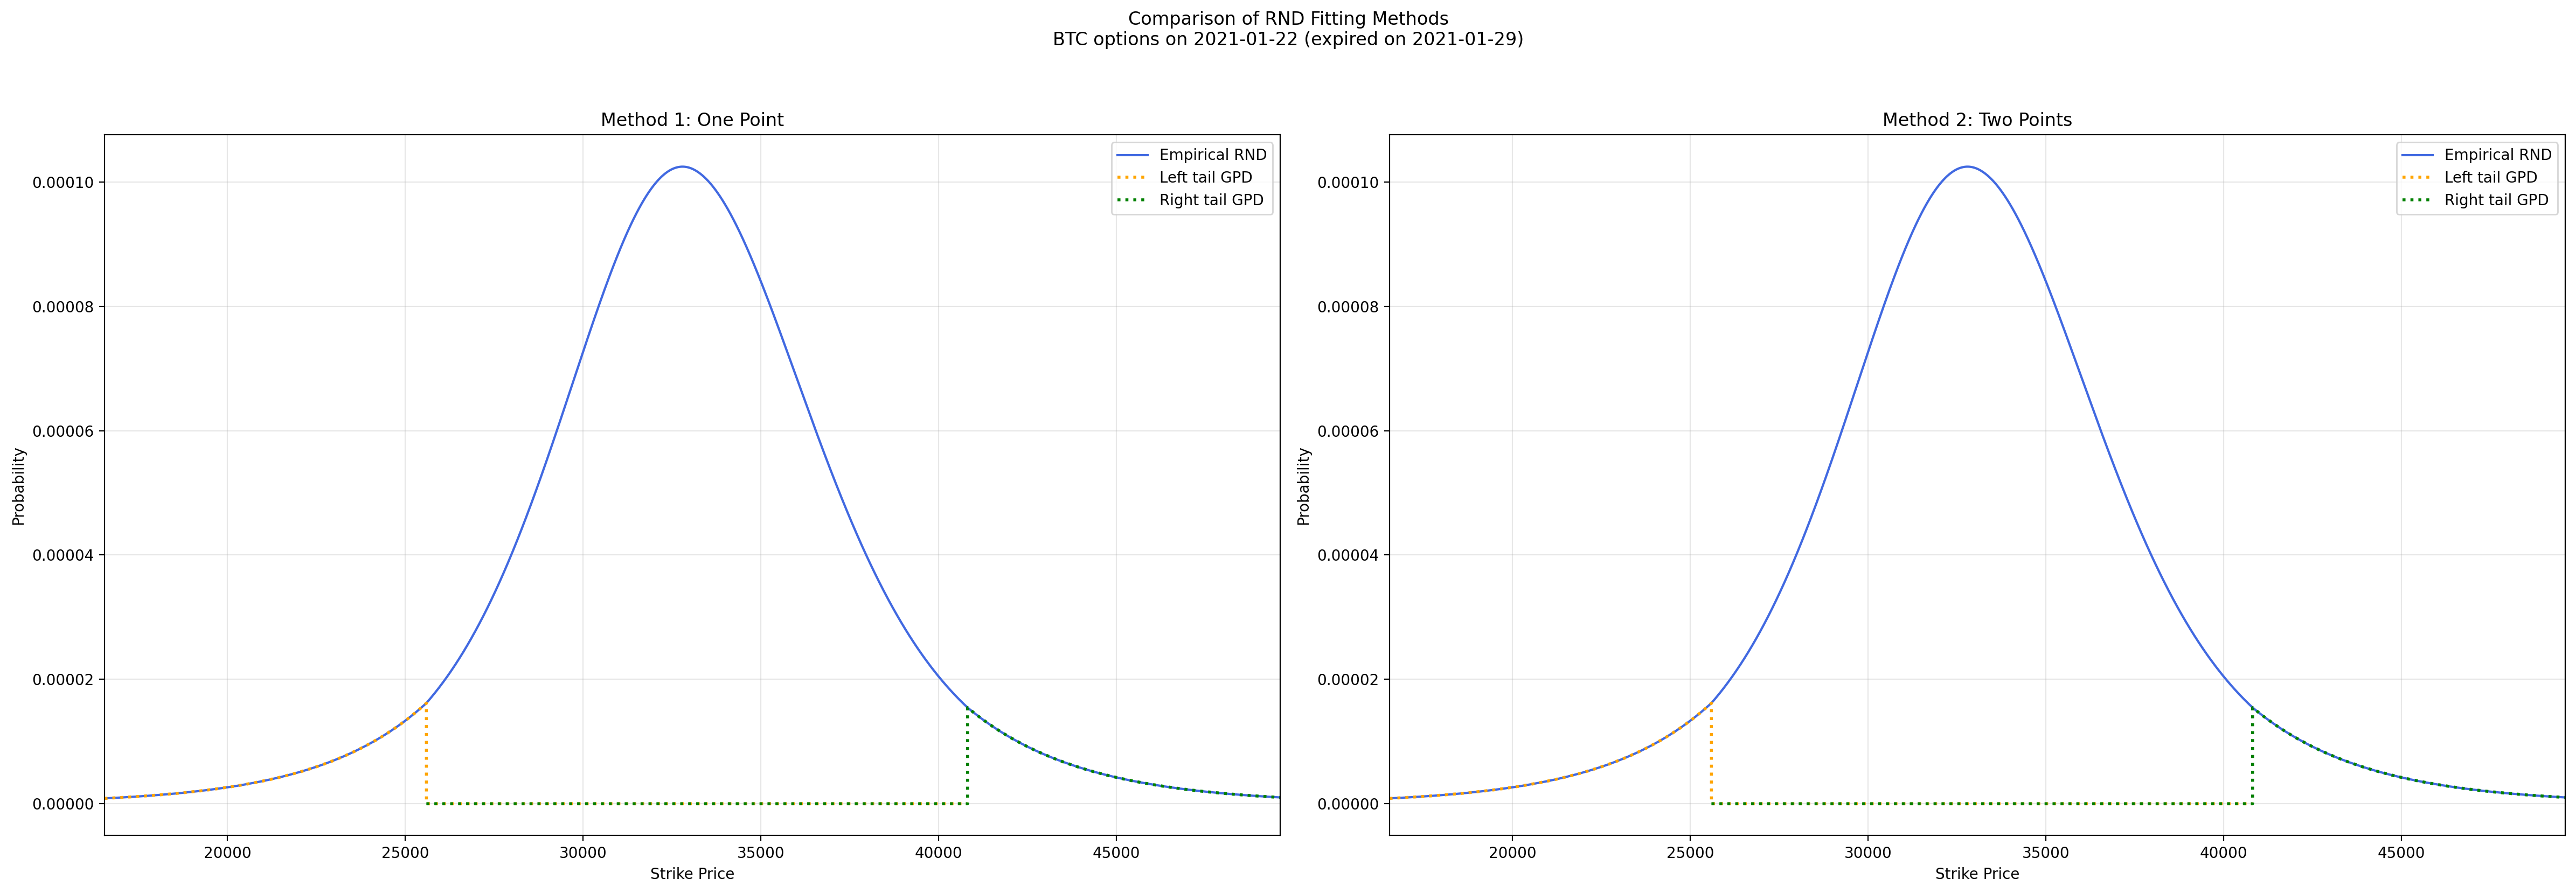 Comparison of RND Fitting Methods
BTC options on 2021-01-22 (expired on 2021-01-29)
Method 1: One Point
Empirical RND
Left tail GPD
Right tail GPD
0.00010
0.00008
0.00006
0.00004
0.00002
0.00000
Probability
20000 25000 30000 35000 40000 45000
Strike Price
Method 2: Two Points
Empirical RND
Left tail GPD
Right tail GPD
0.00010
0.00008
0.00006
0.00004
0.00002
0.00000
Probability
20000 25000 30000 35000 40000 45000
Strike Price